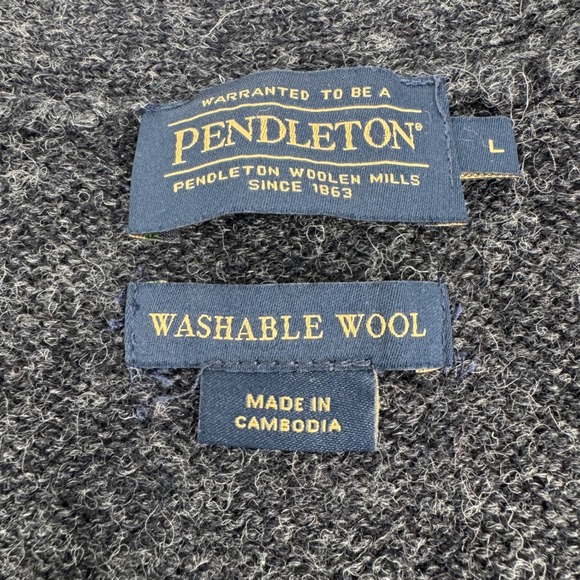 WARRANTED TO BE A
PENDLETON®
PENDLETON WOOLEN MILLS
SINCE 1863
L
WASHABLE WOOL
MADE IN
CAMBODIA